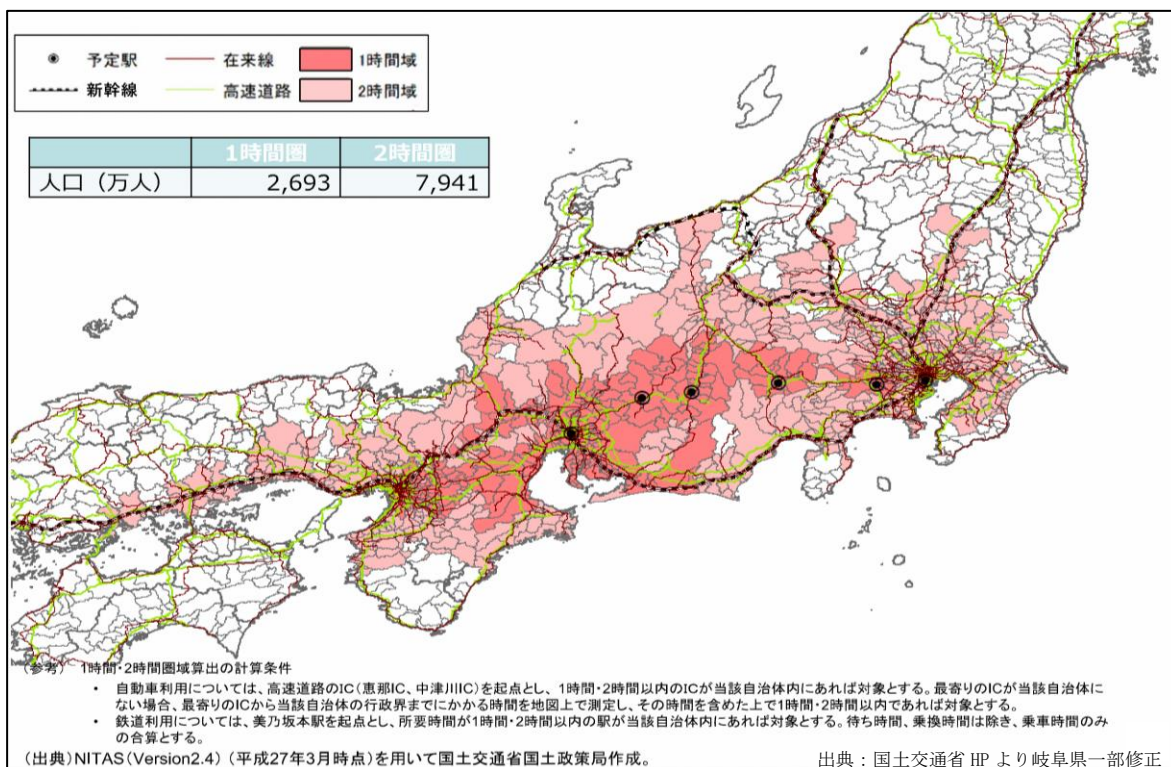 予定駅 在来線 1時間域
新幹線 高速道路 2時間域
1時間圏 2時間圏
人口（万人） 2,693 7,941
（参考） 1時間・2時間圏域算出の計算条件
• 自動車利用については、高速道路のIC（恵那IC、中津川IC）を起点とし、1時間・2時間以内のICが当該自治体内にあれば対象とする。最寄りのICが当該自治体に
ない場合、最寄りのICから当該自治体の行政界までにかかる時間を地図上で測定し、その時間を含めた上で1時間・2時間以内であれば対象とする。
• 鉄道利用については、美乃坂本駅を起点とし、所要時間が1時間・2時間以内の駅が当該自治体内にあれば対象とする。待ち時間、乗換時間は除き、乗車時間のみ
の合算とする。
（出典）NITAS（Version2.4）（平成27年3月時点）を用いて国土交通省国土政策局作成。
出典：国土交通省 HP より岐阜県一部修正